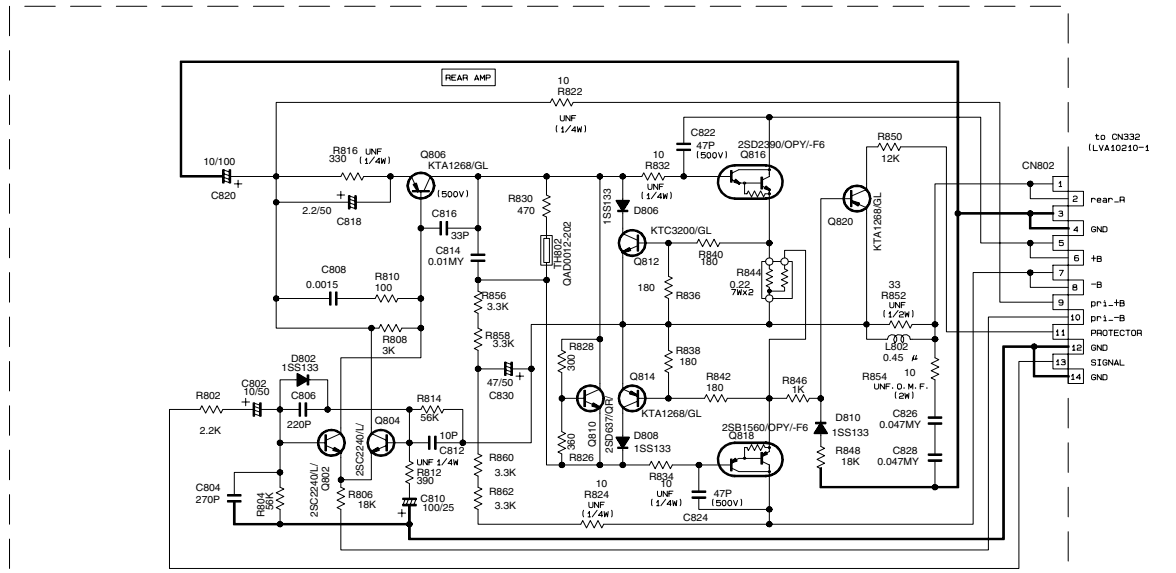 REAR AMP
10
R822
UNF
(1/4W)
to CN332
(LVA10210-1
10/100
C820
R816
330
UNF
(1/4W)
2.2/50
C818
Q806
KTA1268/GL
(500V)
C816
33P
C814
0.01MY
R830
470
TH802
QAD0012-202
1SS133
D806
10
R832
UNF
(1/4W)
C822
47P
(500V)
2SD2390/OPY/-F6
Q816
R850
12K
Q820
KTA1268/GL
CN802
1
2 rear_R
3
4 GND
5
6 +B
7
8 -B
9 pri_+B
10 pri_-B
11 PROTECTOR
12 GND
13 SIGNAL
14 GND
KTC3200/GL
Q812
R840
180
180
R836
R844
0.22
7W×2
33
R852
UNF
(1/2W)
L802
0.45 μ
C808
0.0015
R810
100
R808
3K
R856
3.3K
R858
3.3K
47/50
C830
R828
300
R838
180
Q814
KTA1268/GL
R842
180
R846
1K
R854
10
UNF.O.M.F.
(2W)
D802
1SS133
C802
10/50
C806
220P
R802
2.2K
R814
56K
Q804
2SC2240/L/
10P
C812
UNF 1/4W
R812
390
C810
100/25
Q802
2SC2240/L/
R806
18K
C804
270P
R804
56K
R860
3.3K
R862
3.3K
Q810
2SD637/QR/
360
R826
D808
1SS133
10
R834
UNF
(1/4W)
10
R824
UNF
(1/4W)
47P
(500V)
C824
2SB1560/OPY/-F6
Q818
D810
1SS133
R848
18K
C826
0.047MY
C828
0.047MY